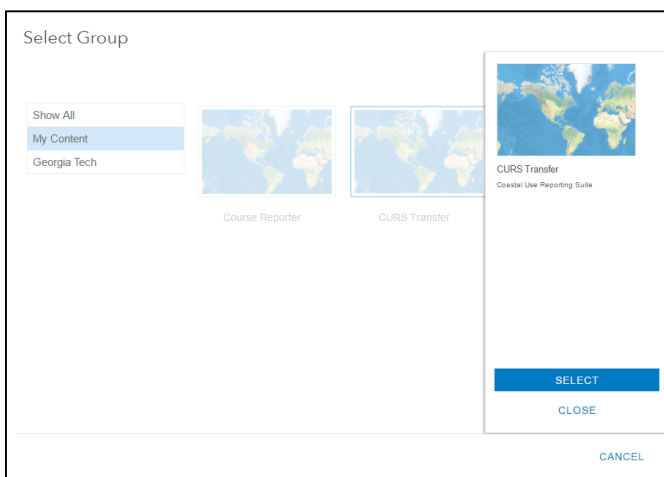 Select Group
Show All
My Content
Georgia Tech
Course Reporter
CURS Transfer
CURS Transfer
Coastal Use Reporting Suite
SELECT
CLOSE
CANCEL